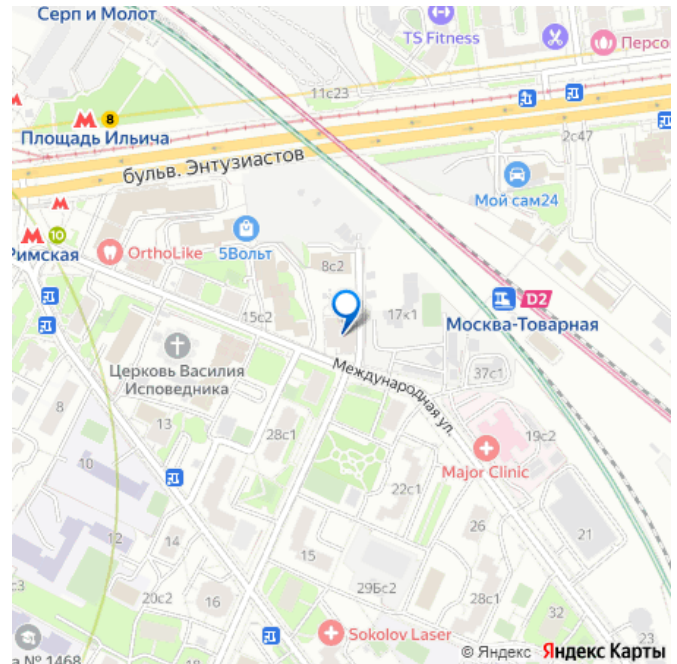 Серп и Молот
TS Fitness
Персо
11с23
М 8
Площадь Ильича
2с47
бульв. Энтузиастов
Мой сам24
М 10
Римская
OrthoLike
5Вольт
8с2
D2
15с2
17к1
Москва-Товарная
Церковь Василия
Исповедника
Международная ул.
37с1
8
13
28с1
19с2
Major Clinic
10
22с1
26
21
12
14
15
с3
20с2
16
29Бс2
28с1
32
Sokolov Laser
23
а № 1468
© Яндекс Яндекс Карты